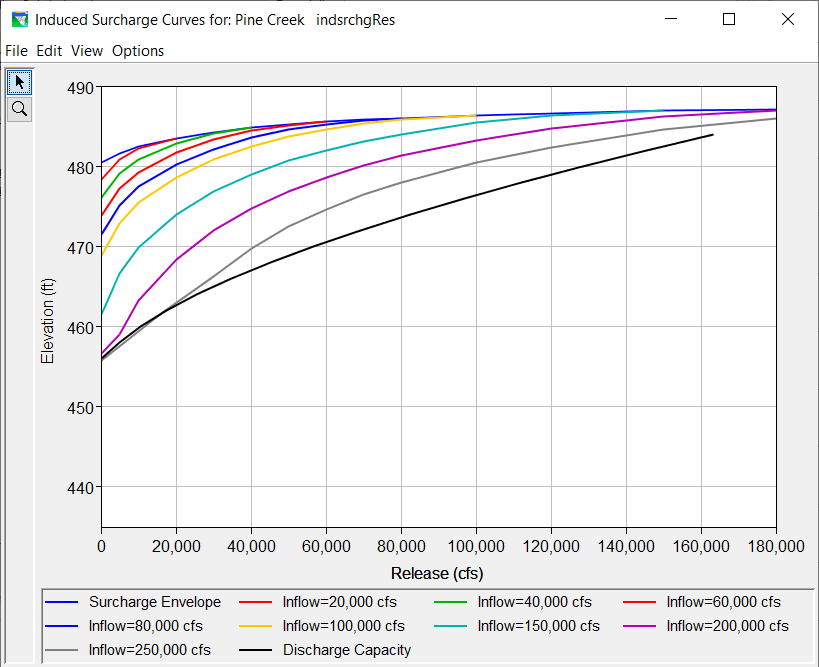 Induced Surcharge Curves for: Pine Creek indsrchgRes
File Edit View Options
490
480
470
460
450
440
Elevation (ft)
0 20,000 40,000 60,000 80,000 100,000 120,000 140,000 160,000 180,000
Release (cfs)
Surcharge Envelope Inflow=20,000 cfs Inflow=40,000 cfs Inflow=60,000 cfs
Inflow=80,000 cfs Inflow=100,000 cfs Inflow=150,000 cfs Inflow=200,000 cfs
Inflow=250,000 cfs Discharge Capacity